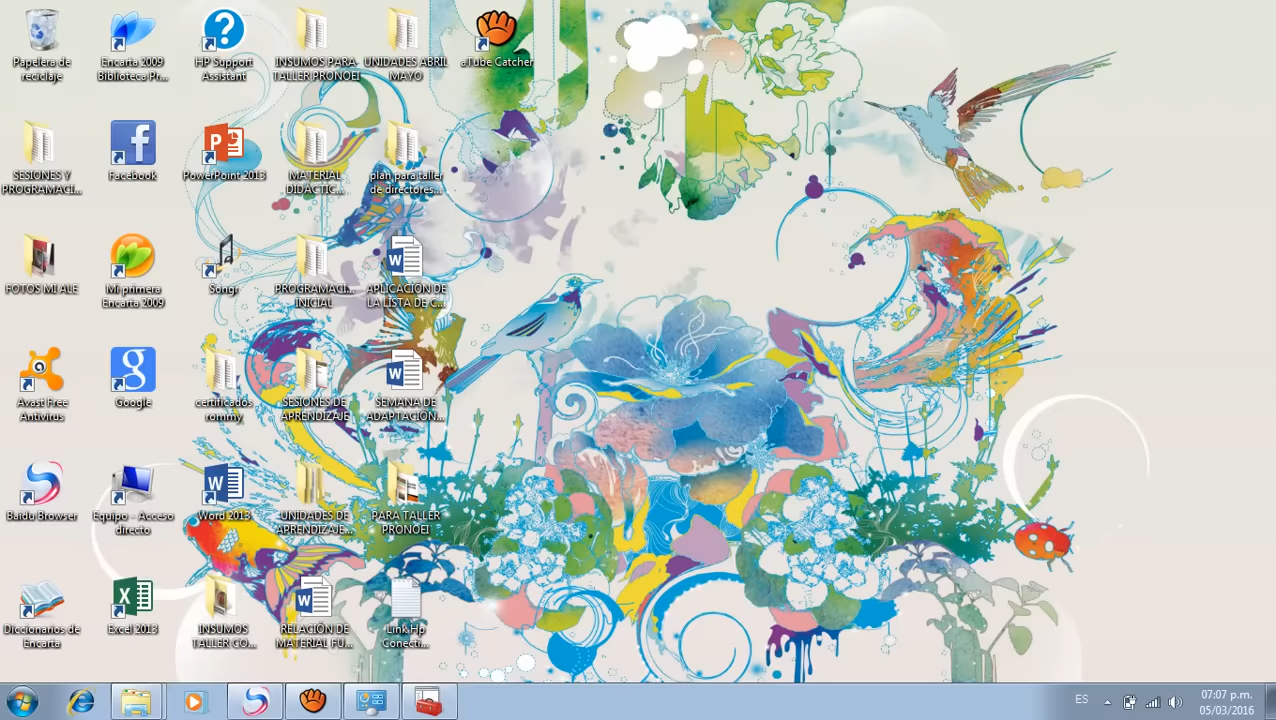 Papelera de
reciclaje
Encarta 2009
Biblioteca Pr...
HP Support
Assistant
INSUMOS PARA
TALLER PRONOEI
UNIDADES ABRIL
MAYO
aTube Catcher
SESIONES Y
PROGRAMACI...
Facebook
PowerPoint 2013
MATERIAL
DIDACTIC...
plan para taller
de directores...
FOTOS MI ALE
Mi primera
Encarta 2009
Songr
PROGRAMACI...
INICIAL
APLICACIÓN DE
LA LISTA DE C...
Avast Free
Antivirus
Google
certificados
rommy
SESIONES DE
APRENDIZAJE
SEMANA DE
ADAPTACIÓN...
Baidu Browser
Equipo - Acceso
directo
Word 2013
UNIDADES DE
APRENDIZAJE...
PARA TALLER
PRONOEI
Diccionarios de
Encarta
Excel 2013
INSUMOS
TALLER CO...
RELACIÓN DE
MATERIAL FU...
Link Hp
Conecti...
ES
07:07 p.m.
05/03/2016